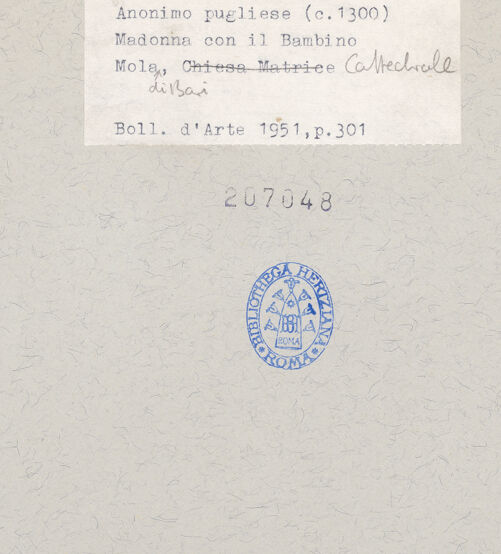 Anonimo pugliese (c.1300)
Madonna con il Bambino
Mola, Chiesa Matrice Cattedrale
di Bari
Boll. d'Arte 1951,p.301
207048
BIBLIOTHECA HERTZIANA
ROMA
ROMA